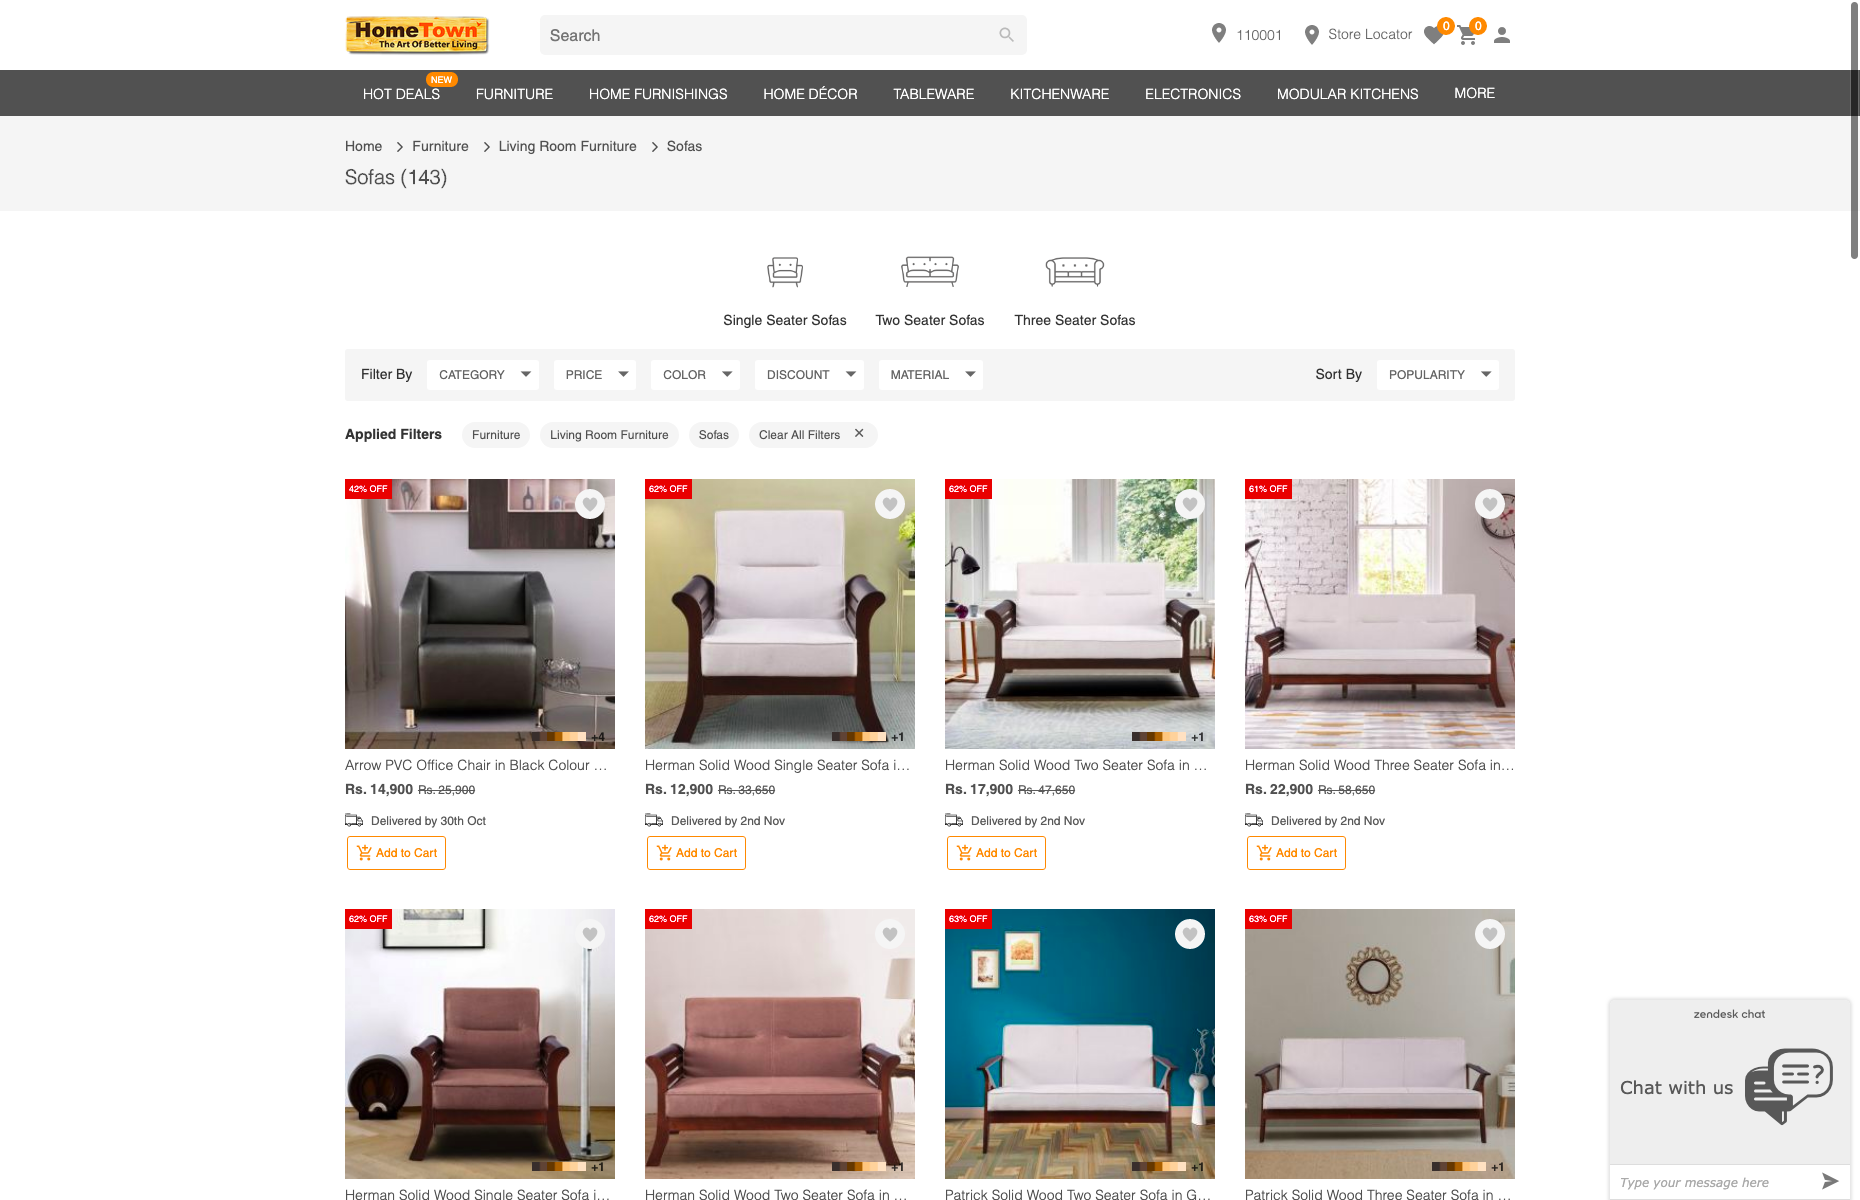 HomeTown
The Art Of Better Living
Search
110001
Store Locator
0
0
NEW
HOT DEALS
FURNITURE
HOME FURNISHINGS
HOME DÉCOR
TABLEWARE
KITCHENWARE
ELECTRONICS
MODULAR KITCHENS
MORE
Home
Furniture
Living Room Furniture
Sofas
Sofas (143)
Single Seater Sofas
Two Seater Sofas
Three Seater Sofas
Filter By
CATEGORY
PRICE
COLOR
DISCOUNT
MATERIAL
Sort By
POPULARITY
Applied Filters
Furniture
Living Room Furniture
Sofas
Clear All Filters
42% OFF
62% OFF
62% OFF
61% OFF
+4
+1
+1
Arrow PVC Office Chair in Black Colour ...
Herman Solid Wood Single Seater Sofa i...
Herman Solid Wood Two Seater Sofa in ...
Herman Solid Wood Three Seater Sofa in...
Rs. 14,900 Rs. 25,900
Rs. 12,900 Rs. 33,650
Rs. 17,900 Rs. 47,650
Rs. 22,900 Rs. 58,650
Delivered by 30th Oct
Delivered by 2nd Nov
Delivered by 2nd Nov
Delivered by 2nd Nov
Add to Cart
Add to Cart
Add to Cart
Add to Cart
62% OFF
62% OFF
63% OFF
63% OFF
+1
+1
+1
+1
Herman Solid Wood Single Seater Sofa i...
Herman Solid Wood Two Seater Sofa in ...
Patrick Solid Wood Two Seater Sofa in G...
Patrick Solid Wood Three Seater Sofa in ...
zendesk chat
Chat with us
Type your message here